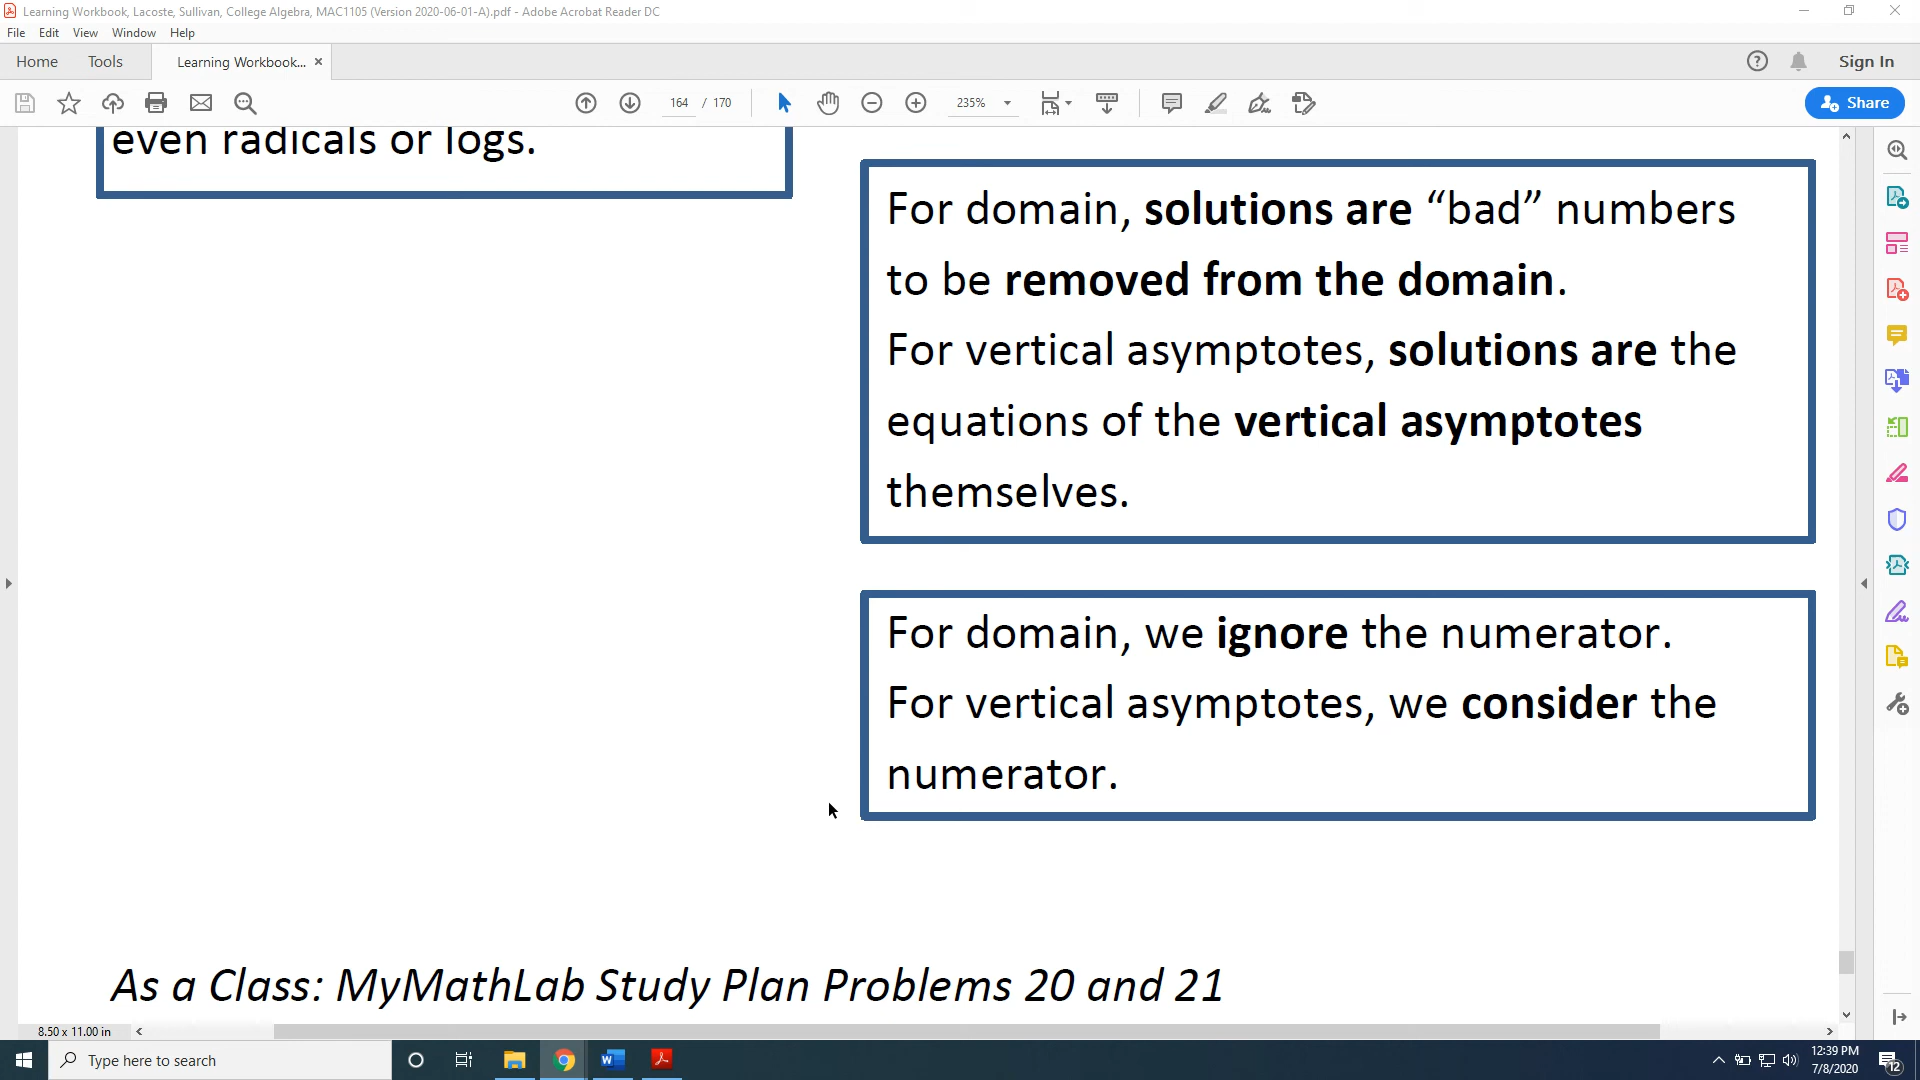 Learning Workbook, Lacoste, Sullivan, College Algebra, MAC1105 (Version 2020-06-01-A).pdf - Adobe Acrobat Reader DC
File Edit View Window Help
Home Tools Learning Workbook... × Sign In
164 / 170 235% Share
even radicals or logs.
For domain, solutions are “bad” numbers
to be removed from the domain.
For vertical asymptotes, solutions are the
equations of the vertical asymptotes
themselves.
For domain, we ignore the numerator.
For vertical asymptotes, we consider the
numerator.
As a Class: MyMathLab Study Plan Problems 20 and 21
8.50 x 11.00 in
Type here to search
12:39 PM
7/8/2020
12